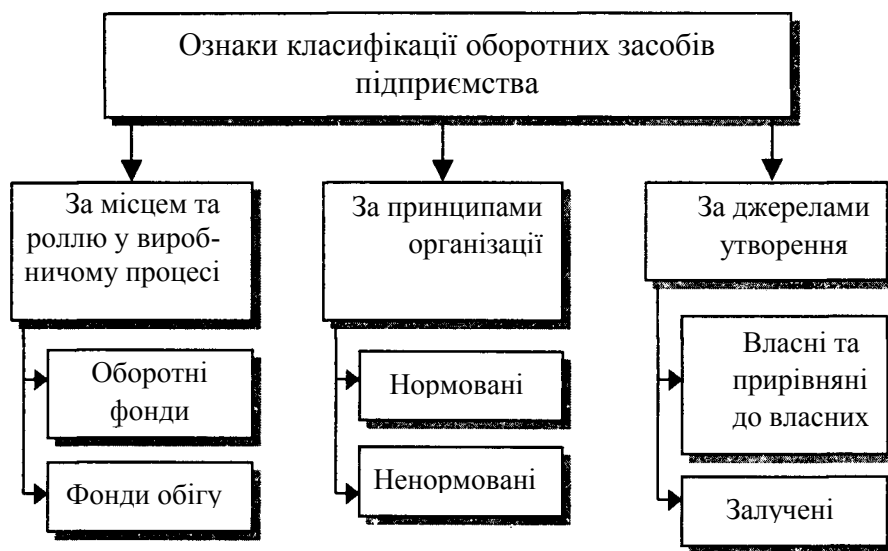 Ознаки класифікації оборотних засобів
підприємства
За місцем та
роллю у вироб-
ничому процесі
Оборотні
фонди
Фонди обігу
За принципами
організації
Нормовані
Ненормовані
За джерелами
утворення
Власні та
прирівняні
до власних
Залучені